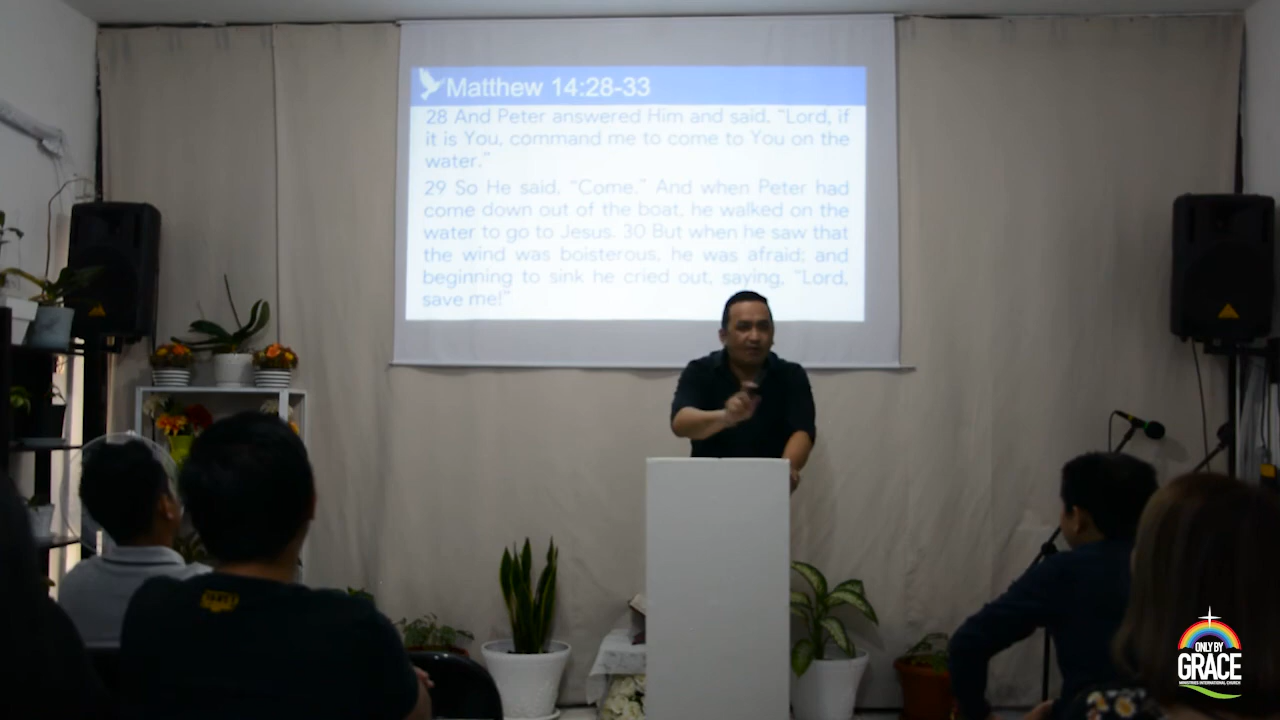 Matthew 14:28-33
28 And Peter answered Him and said, "Lord, if
it is You, command me to come to You on the
water."
29 So He said, "Come." And when Peter had
come down out of the boat, he walked on the
water to go to Jesus. 30 But when he saw that
the wind was boisterous, he was afraid; and
beginning to sink he cried out, saying, "Lord,
save me!"
ONLY BY
GRACE
MINISTRIES INTERNATIONAL CHURCH